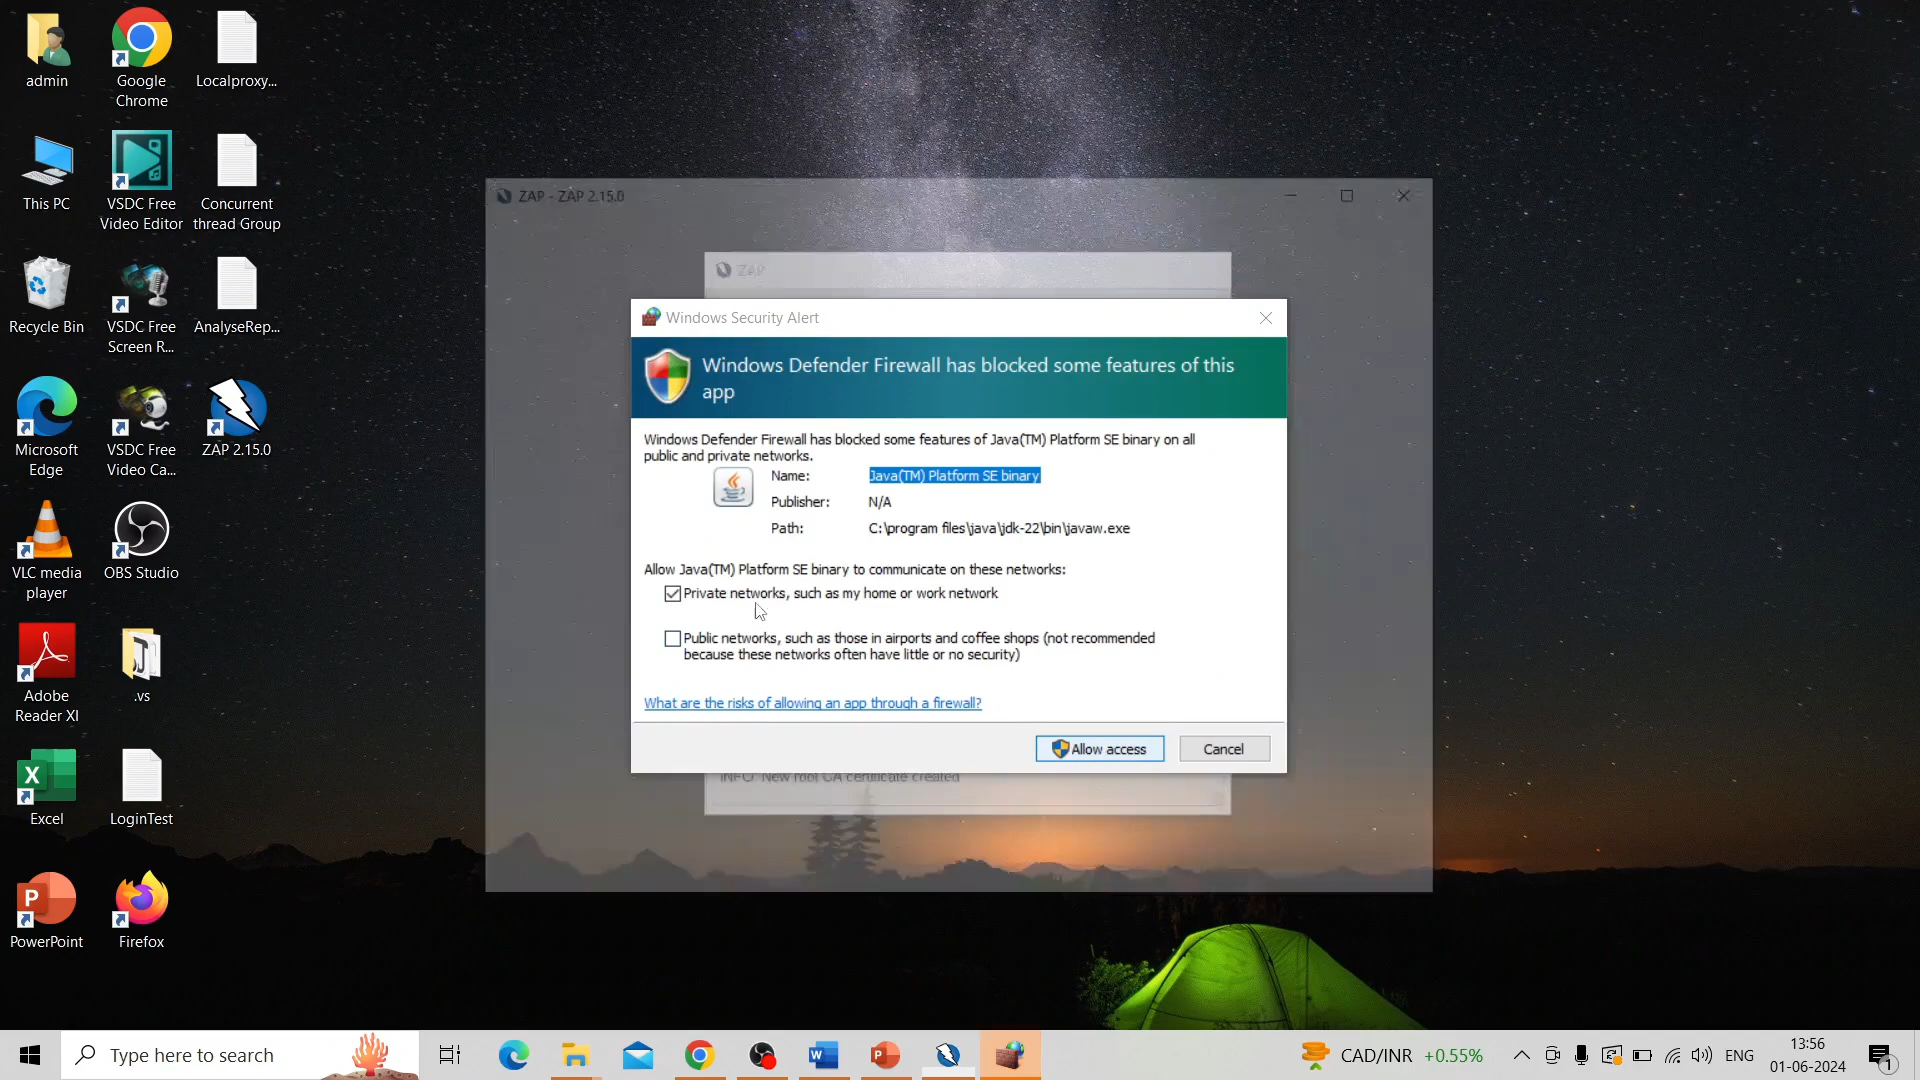 admin
Google
Chrome
Localproxy...
This PC
VSDC Free
Video Editor
Concurrent
thread Group
Recycle Bin
VSDC Free
Screen R...
AnalyseRep...
Microsoft
Edge
VSDC Free
Video Ca...
ZAP 2.15.0
VLC media
player
OBS Studio
Adobe
Reader XI
.vs
Excel
LoginTest
PowerPoint
Firefox
ZAP - ZAP 2.15.0
ZAP
Windows Security Alert
Windows Defender Firewall has blocked some features of this
app
Windows Defender Firewall has blocked some features of Java(TM) Platform SE binary on all
public and private networks.
Name: Java(TM) Platform SE binary
Publisher: N/A
Path: C:\program files\java\jdk-22\bin\javaw.exe
Allow Java(TM) Platform SE binary to communicate on these networks:
Private networks, such as my home or work network
Public networks, such as those in airports and coffee shops (not recommended
because these networks often have little or no security)
What are the risks of allowing an app through a firewall?
Allow access
Cancel
INFO: New root CA certificate created
Type here to search
CAD/INR +0.55%
ENG
13:56
01-06-2024
1